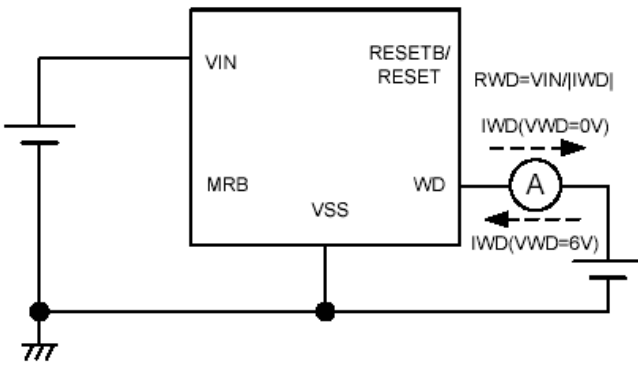 VIN
RESETB/
RESET
RWD=VIN/|IWD|
IWD(VWD=0V)
MRB
WD
A
VSS
IWD(VWD=6V)